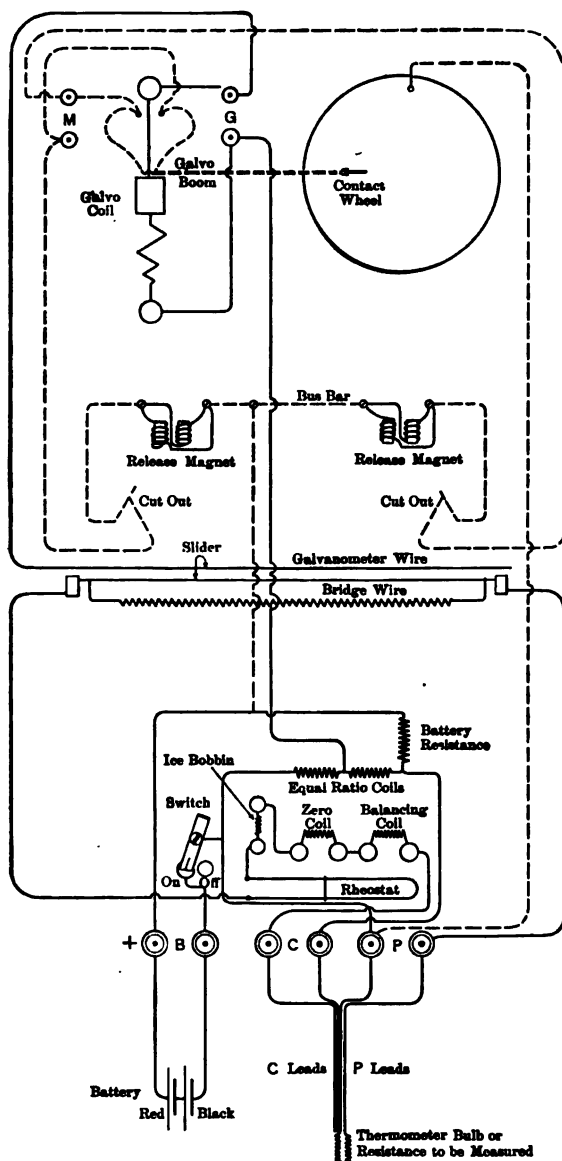 M
G
Galvo
Boom
Galvo
Coil
Contact
Wheel
Bus Bar
Release Magnet
Release Magnet
Cut Out
Cut Out
Slider
Galvanometer Wire
Bridge Wire
Battery
Resistance
Ice Bobbin
Equal Ratio Coils
Switch
Zero
Coil
Balancing
Coil
On
Off
Rheostat
+
B
C
P
C Leads
P Leads
Battery
Red
Black
Thermometer Bulb or
Resistance to be Measured